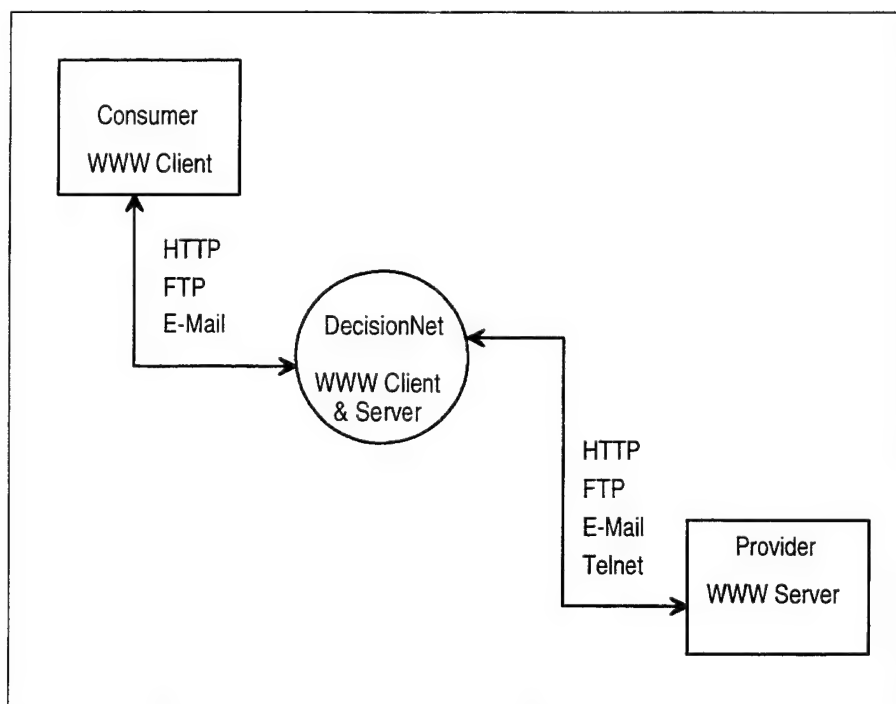 Consumer
WWW Client
HTTP
FTP
E-Mail
DecisionNet
WWW Client
& Server
HTTP
FTP
E-Mail
Telnet
Provider
WWW Server